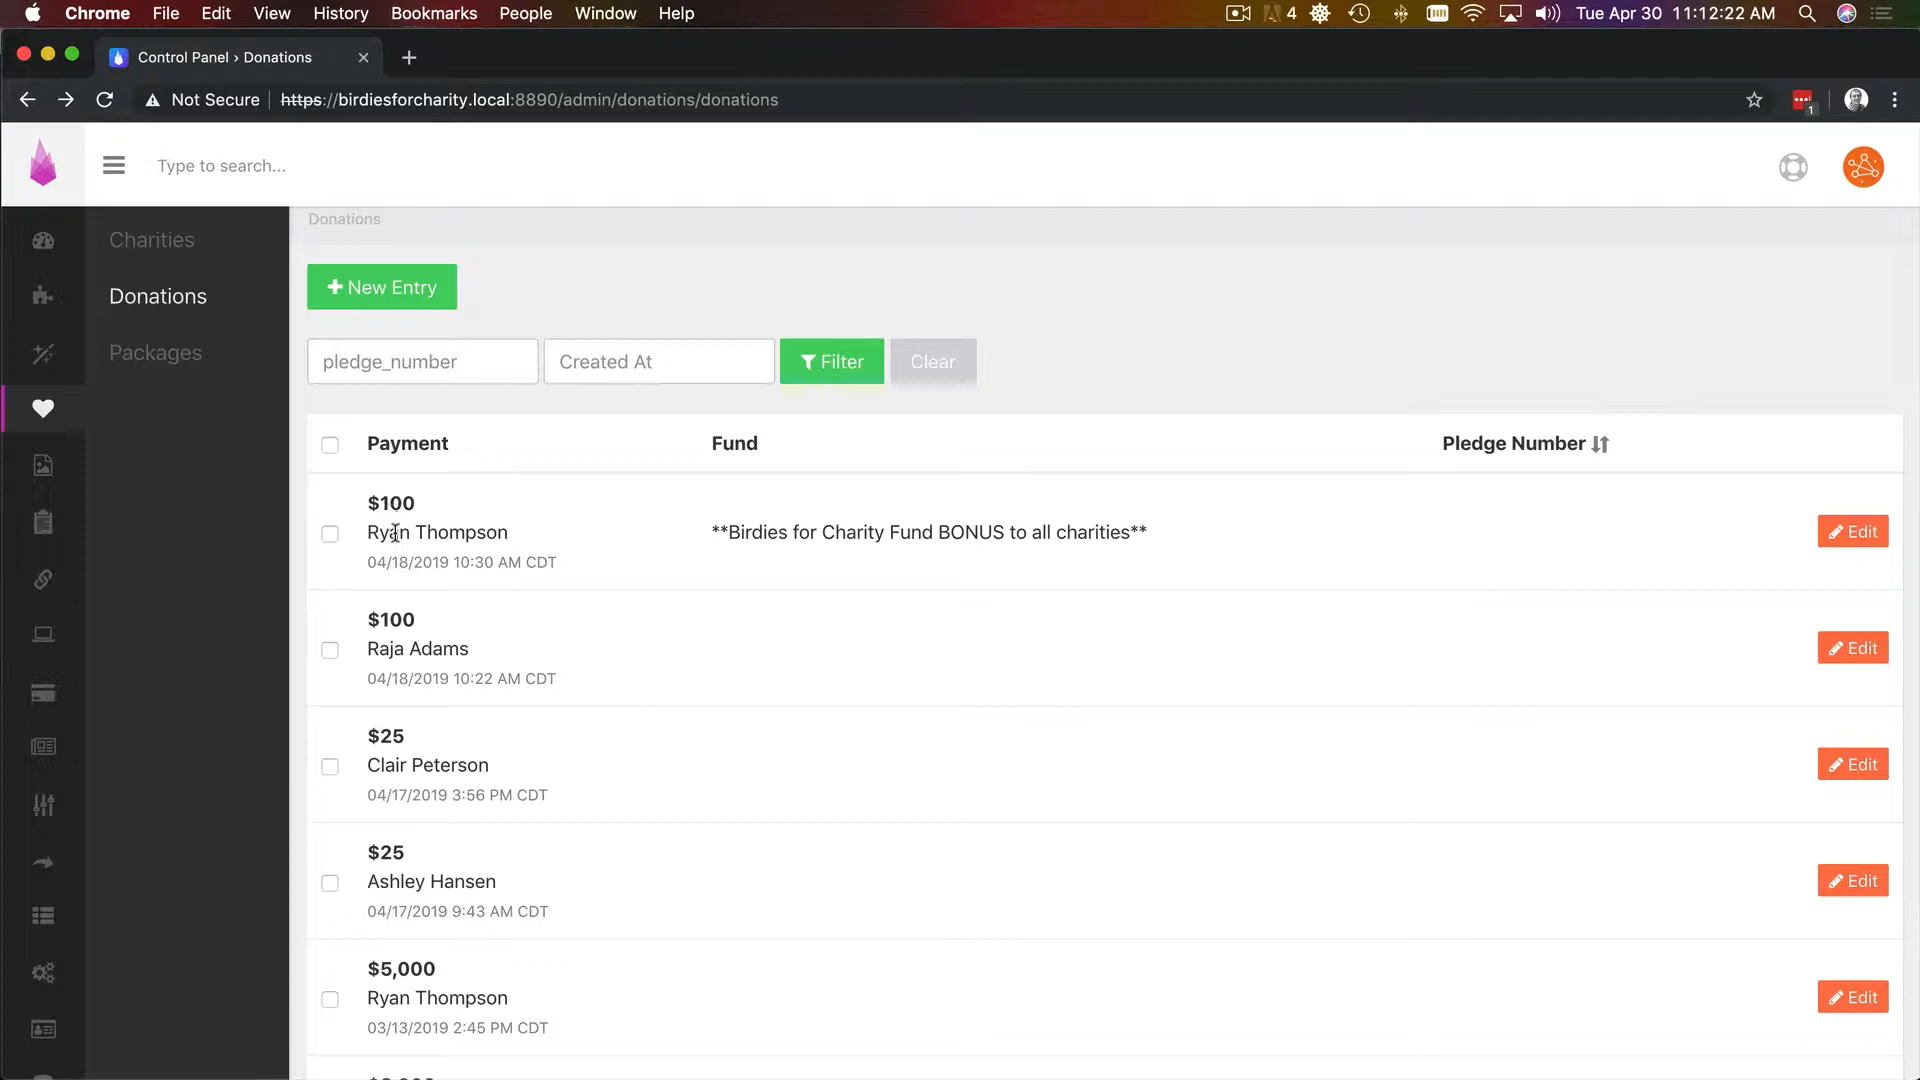 Chrome File Edit View History Bookmarks People Window Help 4 Tue Apr 30 11:12:22 AM
Control Panel › Donations
Not Secure https://birdiesforcharity.local:8890/admin/donations/donations
1
Type to search...
Charities
Donations
Packages
Donations
New Entry
pledge_number Created At Filter Clear
Payment Fund Pledge Number
$100
Ryan Thompson **Birdies for Charity Fund BONUS to all charities** Edit
04/18/2019 10:30 AM CDT
$100
Raja Adams Edit
04/18/2019 10:22 AM CDT
$25
Clair Peterson Edit
04/17/2019 3:56 PM CDT
$25
Ashley Hansen Edit
04/17/2019 9:43 AM CDT
$5,000
Ryan Thompson Edit
03/13/2019 2:45 PM CDT